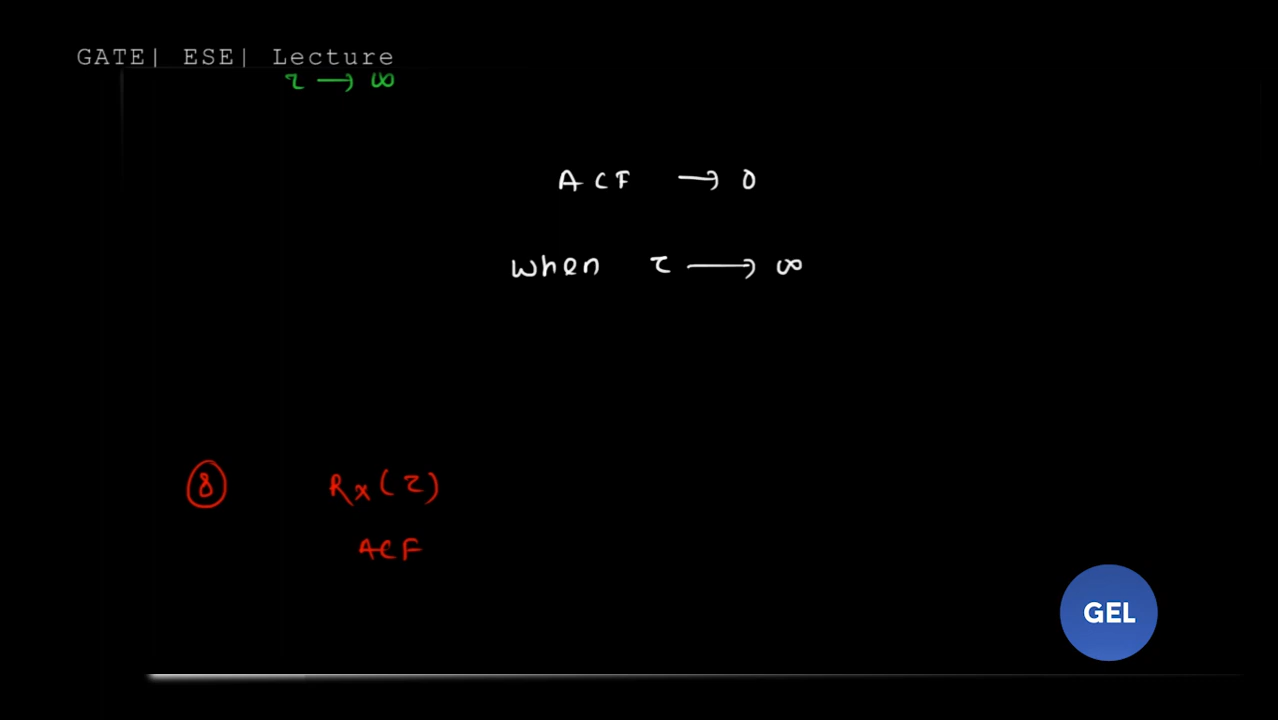 GATE| ESE| Lecture
τ → ∞
ACF → 0
when τ → ∞
8 Rx(τ)
ACF
GEL